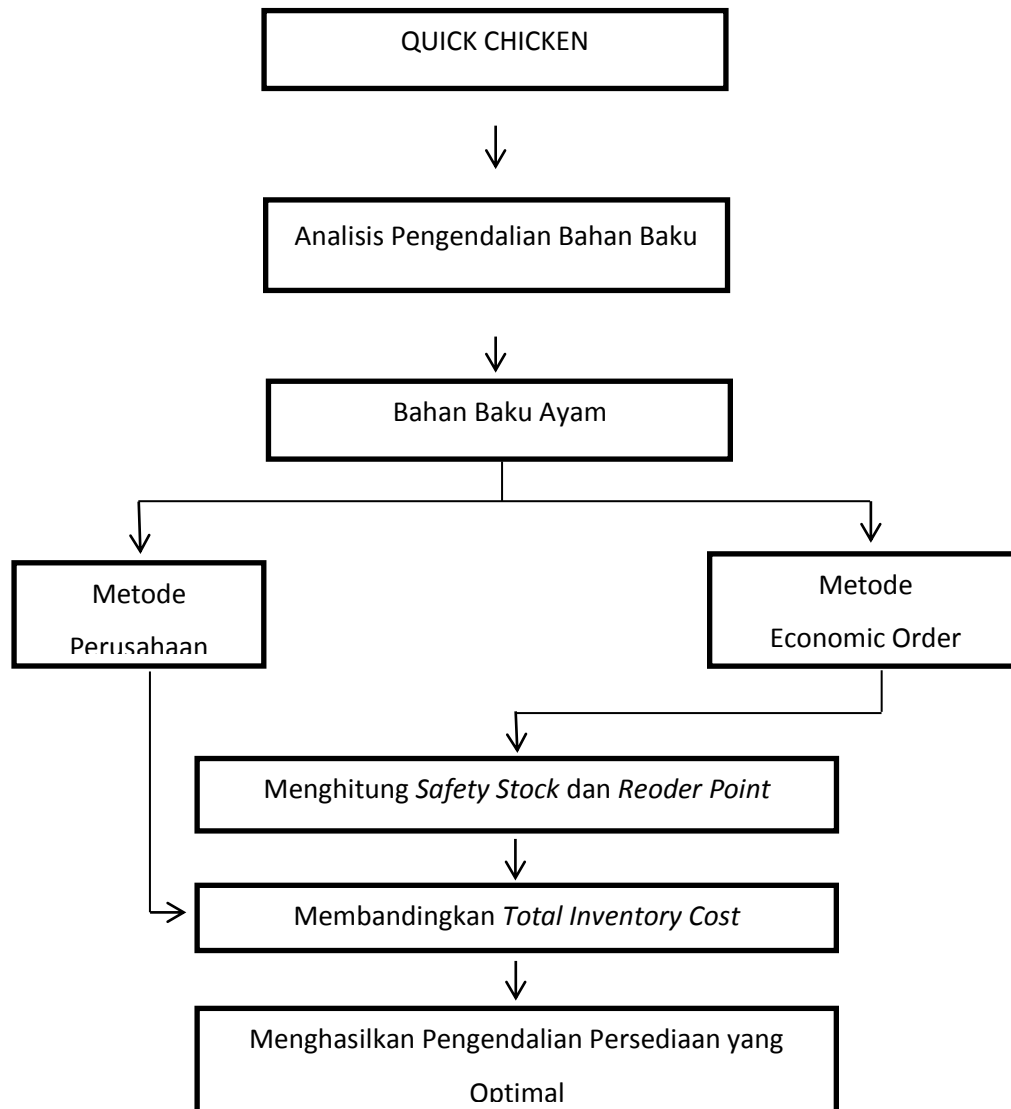 QUICK CHICKEN
Analisis Pengendalian Bahan Baku
Bahan Baku Ayam
Metode
Perusahaan
Metode
Economic Order
Menghitung Safety Stock dan Reoder Point
Membandingkan Total Inventory Cost
Menghasilkan Pengendalian Persediaan yang
Optimal